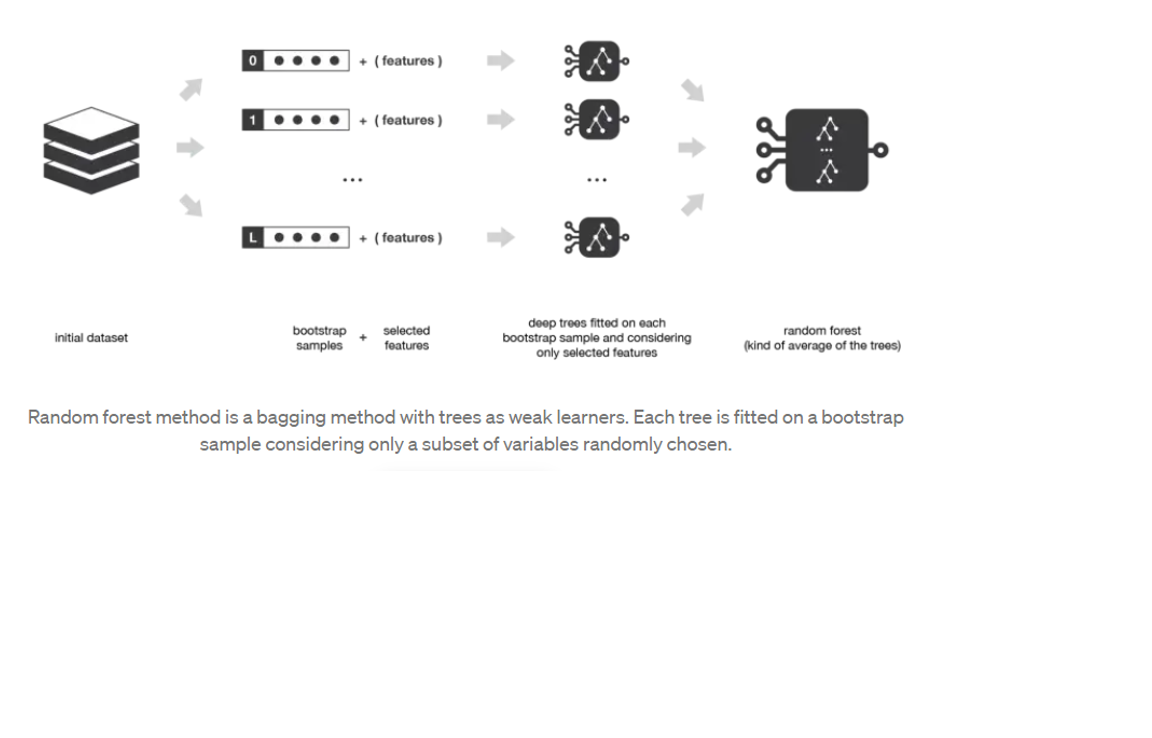 0 + ( features )
1 + ( features )
...
...
...
L + ( features )
initial dataset
bootstrap samples + selected features
deep trees fitted on each
bootstrap sample and considering
only selected features
random forest
(kind of average of the trees)
Random forest method is a bagging method with trees as weak learners. Each tree is fitted on a bootstrap
sample considering only a subset of variables randomly chosen.